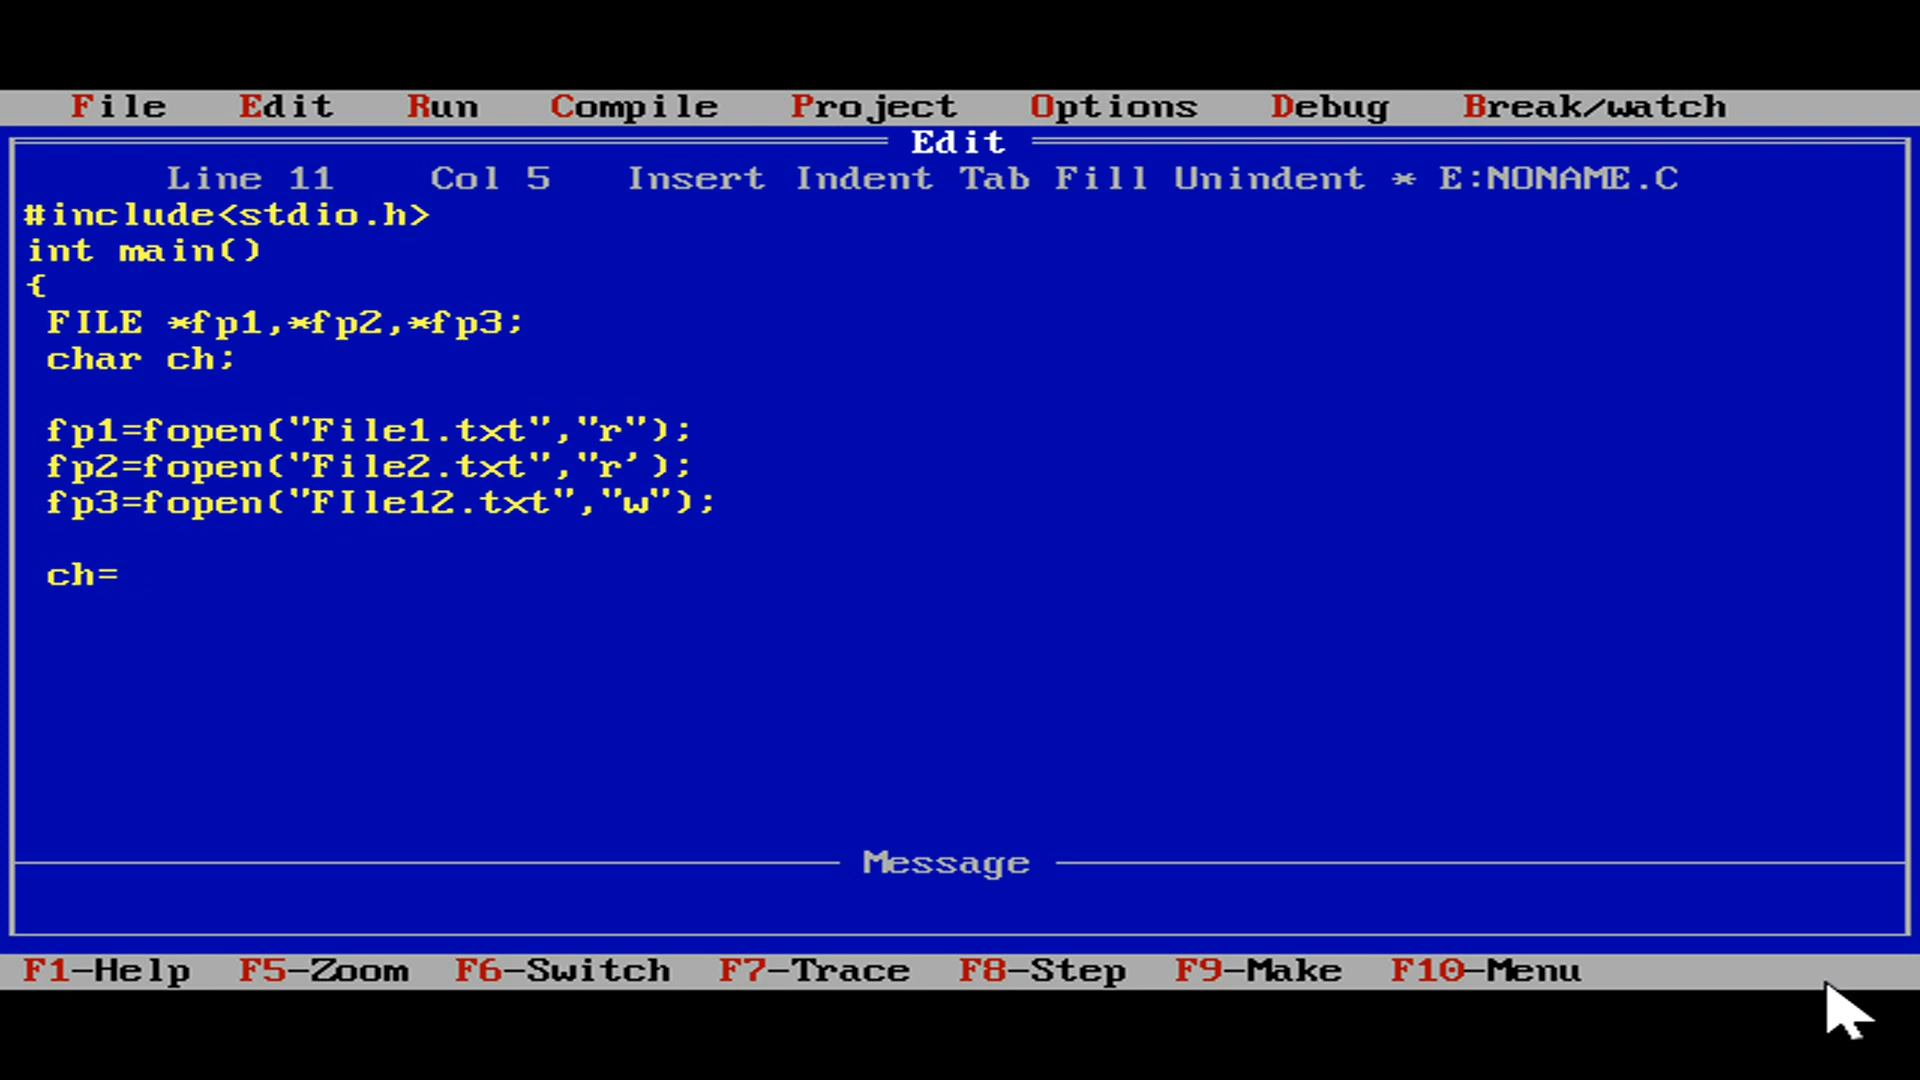 File Edit Run Compile Project Options Debug Break/watch
Edit
Line 11 Col 5 Insert Indent Tab Fill Unindent * E:NONAME.C
#include<stdio.h>
int main()
{
FILE *fp1,*fp2,*fp3;
char ch;
fp1=fopen("File1.txt","r");
fp2=fopen("File2.txt","r');
fp3=fopen("FIle12.txt","w");
ch=
Message
F1-Help F5-Zoom F6-Switch F7-Trace F8-Step F9-Make F10-Menu